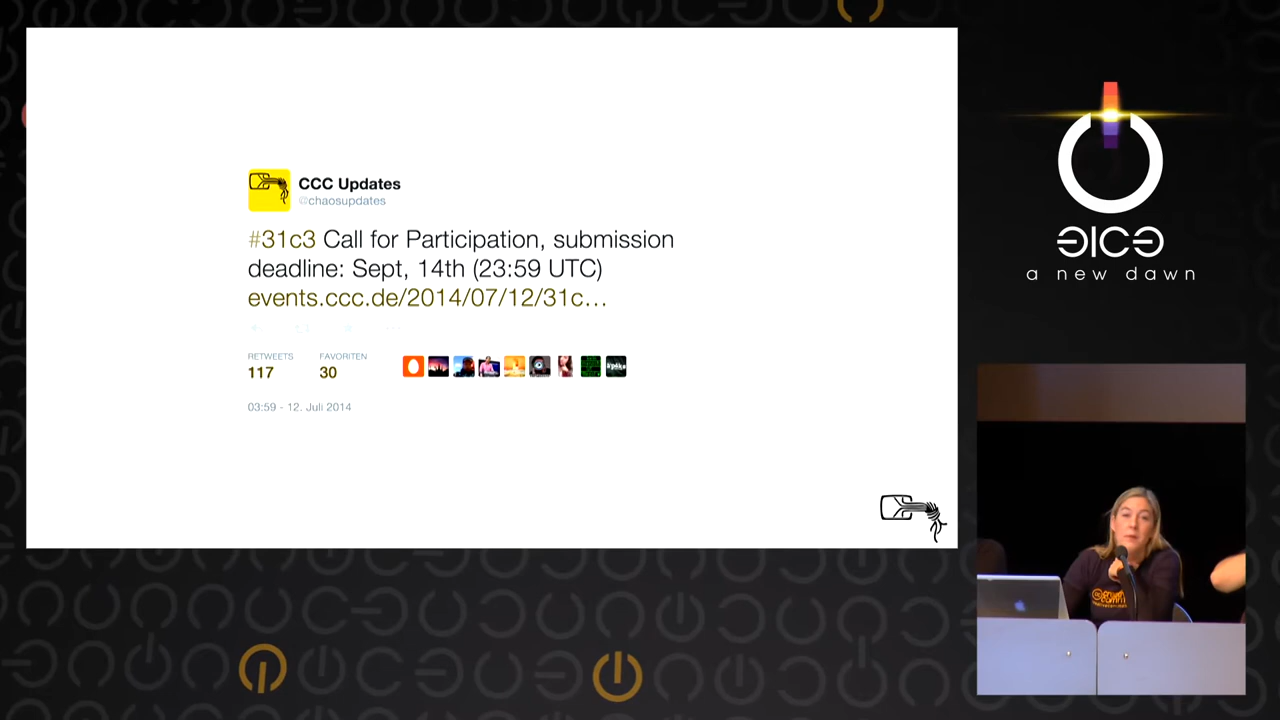 CCC Updates
@chaosupdates
#31c3 Call for Participation, submission
deadline: Sept, 14th (23:59 UTC)
events.ccc.de/2014/07/12/31c…
RETWEETS
FAVORITEN
117
30
03:59 - 12. Juli 2014
31C3
a new dawn